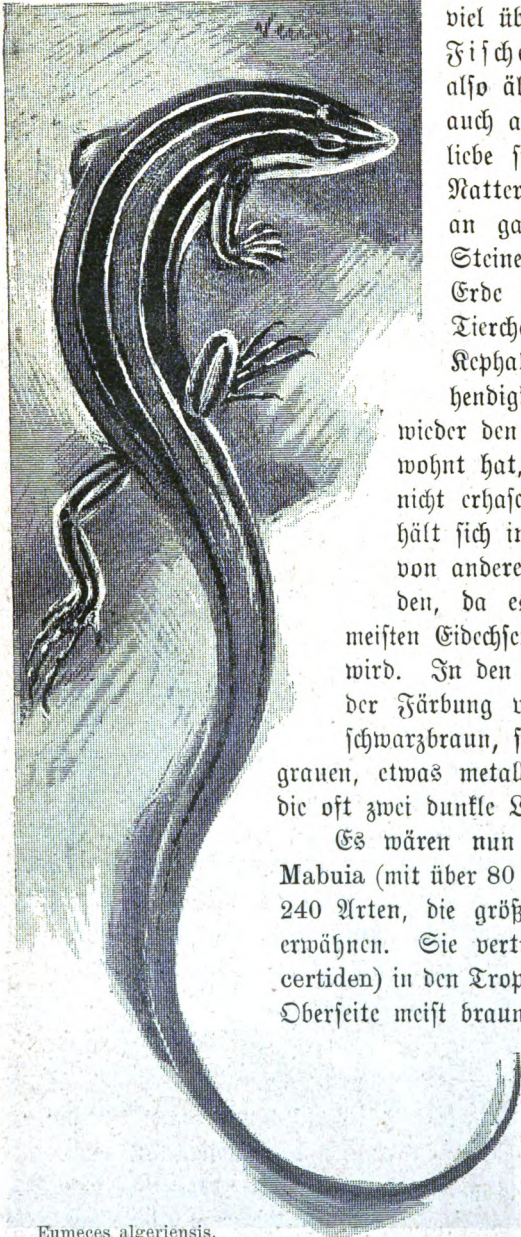 viel üb
Fische
also äl
auch a
liebe s
Natter
an ga
Steine
Erde
Tierche
Kephal
hendig
wieder den
wohnt hat,
nicht erhasc
hält sich in
von andere
den, da es
meisten Eidechse
wird. In den
der Färbung v
schwarzbraun, s
grauen, etwas metall
die oft zwei dunkle L
Es wären nun
Mabuia (mit über 80
240 Arten, die größ
erwähnen. Sie vert
certiden) in den Trop
Oberseite meist braun
Eumeces algeriensis.